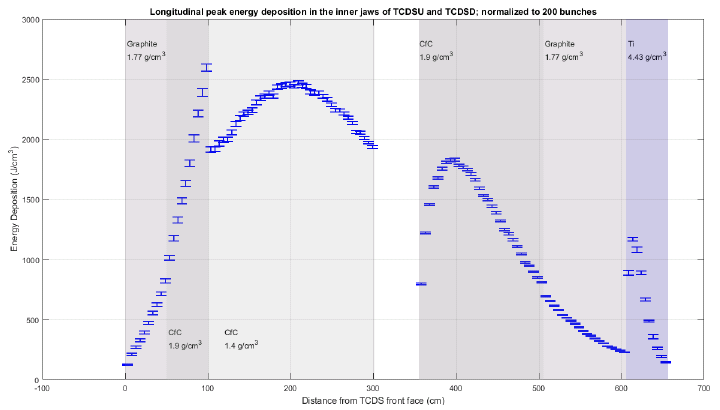 Longitudinal peak energy deposition in the inner jaws of TCDSU and TCDSD; normalized to 200 bunches
3000
2500
2000
1500
1000
500
0
Energy Deposition (J/cm³)
Graphite
1.77 g/cm³
CfC
1.9 g/cm³
CfC
1.4 g/cm³
CfC
1.9 g/cm³
Graphite
1.77 g/cm³
Ti
4.43 g/cm³
-100
0
100
200
300
400
500
600
700
Distance from TCDS front face (cm)